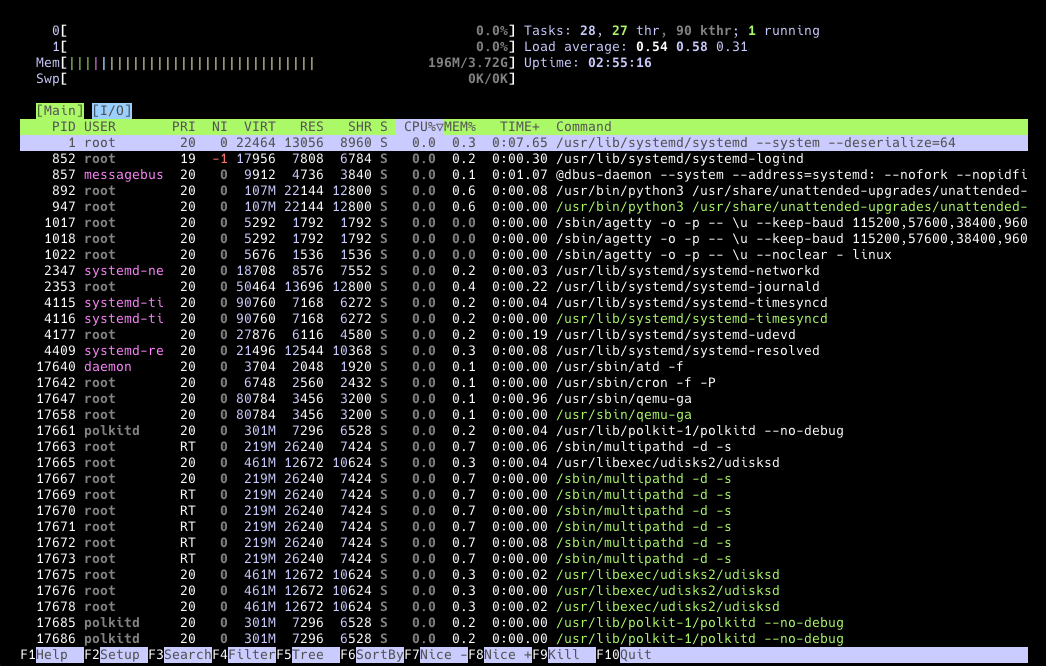 0[ 0.0%] Tasks: 28, 27 thr, 90 kthr; 1 running
1[ 0.0%] Load average: 0.54 0.58 0.31
Mem[||||||||||||||||||||||||||||||| 196M/3.72G] Uptime: 02:55:16
Swp[ 0K/0K]
[Main] [I/O]
PID USER PRI NI VIRT RES SHR S CPU%▽MEM% TIME+ Command
1 root 20 0 22464 13056 8960 S 0.0 0.3 0:07.65 /usr/lib/systemd/systemd --system --deserialize=64
852 root 19 -1 17956 7808 6784 S 0.0 0.2 0:00.30 /usr/lib/systemd/systemd-logind
857 messagebus 20 0 9912 4736 3840 S 0.0 0.1 0:01.07 @dbus-daemon --system --address=systemd: --nofork --nopidfi
892 root 20 0 107M 22144 12800 S 0.0 0.6 0:00.08 /usr/bin/python3 /usr/share/unattended-upgrades/unattended-
947 root 20 0 107M 22144 12800 S 0.0 0.6 0:00.00 /usr/bin/python3 /usr/share/unattended-upgrades/unattended-
1017 root 20 0 5292 1792 1792 S 0.0 0.0 0:00.00 /sbin/agetty -o -p -- \u --keep-baud 115200,57600,38400,960
1018 root 20 0 5292 1792 1792 S 0.0 0.0 0:00.00 /sbin/agetty -o -p -- \u --keep-baud 115200,57600,38400,960
1022 root 20 0 5676 1536 1536 S 0.0 0.0 0:00.00 /sbin/agetty -o -p -- \u --noclear - linux
2347 systemd-ne 20 0 18708 8576 7552 S 0.0 0.2 0:00.03 /usr/lib/systemd/systemd-networkd
2353 root 20 0 50464 13696 12800 S 0.0 0.4 0:00.22 /usr/lib/systemd/systemd-journald
4115 systemd-ti 20 0 90760 7168 6272 S 0.0 0.2 0:00.04 /usr/lib/systemd/systemd-timesyncd
4116 systemd-ti 20 0 90760 7168 6272 S 0.0 0.2 0:00.00 /usr/lib/systemd/systemd-timesyncd
4177 root 20 0 27876 6116 4580 S 0.0 0.2 0:00.19 /usr/lib/systemd/systemd-udevd
4409 systemd-re 20 0 21496 12544 10368 S 0.0 0.3 0:00.08 /usr/lib/systemd/systemd-resolved
17640 daemon 20 0 3704 2048 1920 S 0.0 0.1 0:00.00 /usr/sbin/atd -f
17642 root 20 0 6748 2560 2432 S 0.0 0.1 0:00.00 /usr/sbin/cron -f -P
17647 root 20 0 80784 3456 3200 S 0.0 0.1 0:00.96 /usr/sbin/qemu-ga
17658 root 20 0 80784 3456 3200 S 0.0 0.1 0:00.00 /usr/sbin/qemu-ga
17661 polkitd 20 0 301M 7296 6528 S 0.0 0.2 0:00.04 /usr/lib/polkit-1/polkitd --no-debug
17663 root RT 0 219M 26240 7424 S 0.0 0.7 0:00.06 /sbin/multipathd -d -s
17665 root 20 0 461M 12672 10624 S 0.0 0.3 0:00.04 /usr/libexec/udisks2/udisksd
17667 root 20 0 219M 26240 7424 S 0.0 0.7 0:00.00 /sbin/multipathd -d -s
17669 root RT 0 219M 26240 7424 S 0.0 0.7 0:00.00 /sbin/multipathd -d -s
17670 root RT 0 219M 26240 7424 S 0.0 0.7 0:00.00 /sbin/multipathd -d -s
17671 root RT 0 219M 26240 7424 S 0.0 0.7 0:00.00 /sbin/multipathd -d -s
17672 root RT 0 219M 26240 7424 S 0.0 0.7 0:00.08 /sbin/multipathd -d -s
17673 root RT 0 219M 26240 7424 S 0.0 0.7 0:00.00 /sbin/multipathd -d -s
17675 root 20 0 461M 12672 10624 S 0.0 0.3 0:00.02 /usr/libexec/udisks2/udisksd
17676 root 20 0 461M 12672 10624 S 0.0 0.3 0:00.00 /usr/libexec/udisks2/udisksd
17678 root 20 0 461M 12672 10624 S 0.0 0.3 0:00.02 /usr/libexec/udisks2/udisksd
17685 polkitd 20 0 301M 7296 6528 S 0.0 0.2 0:00.00 /usr/lib/polkit-1/polkitd --no-debug
17686 polkitd 20 0 301M 7296 6528 S 0.0 0.2 0:00.00 /usr/lib/polkit-1/polkitd --no-debug
F1Help F2Setup F3SearchF4FilterF5Tree F6SortByF7Nice -F8Nice +F9Kill F10Quit